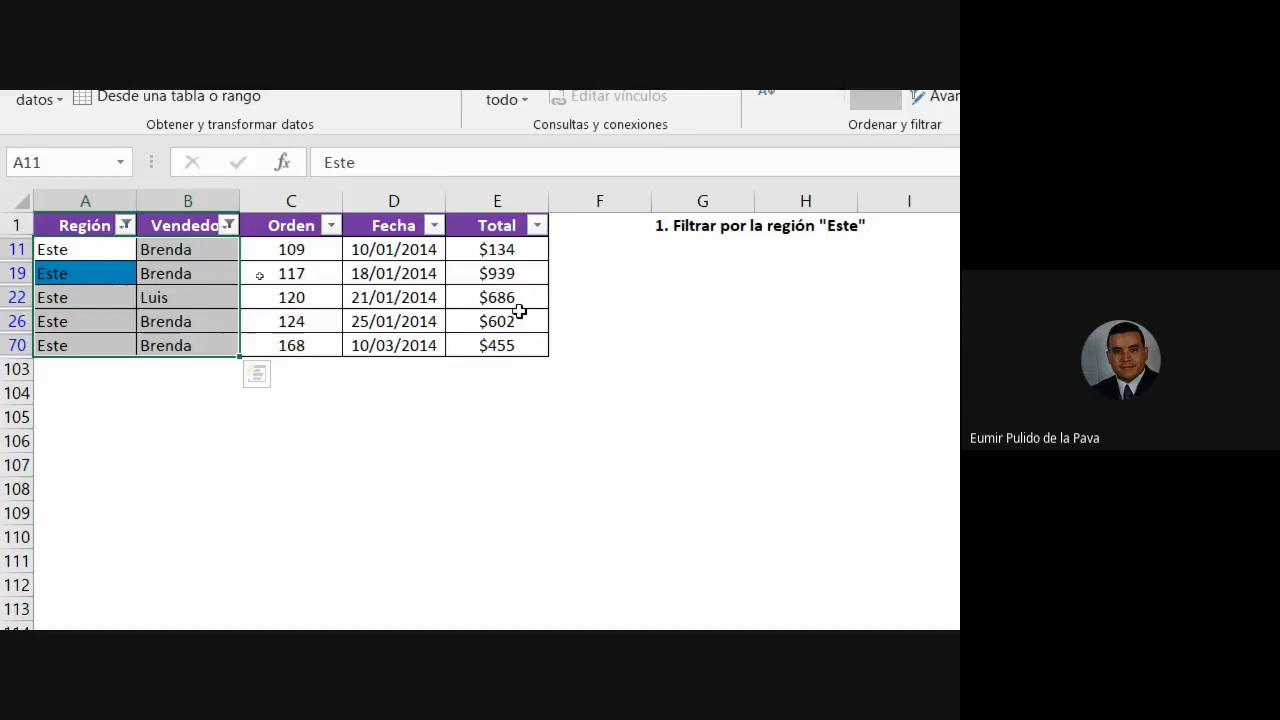 datos
Desde una tabla o rango
todo
Editar vínculos
Avan
Obtener y transformar datos
Consultas y conexiones
Ordenar y filtrar
A11
fx
Este
A B C D E F G H I
1 Región Vendedo Orden Fecha Total 1. Filtrar por la región "Este"
11 Este Brenda 109 10/01/2014 $134
19 Este Brenda 117 18/01/2014 $939
22 Este Luis 120 21/01/2014 $686
26 Este Brenda 124 25/01/2014 $602
70 Este Brenda 168 10/03/2014 $455
103
104
105
106
107
108
109
110
111
112
113
Eumir Pulido de la Pava